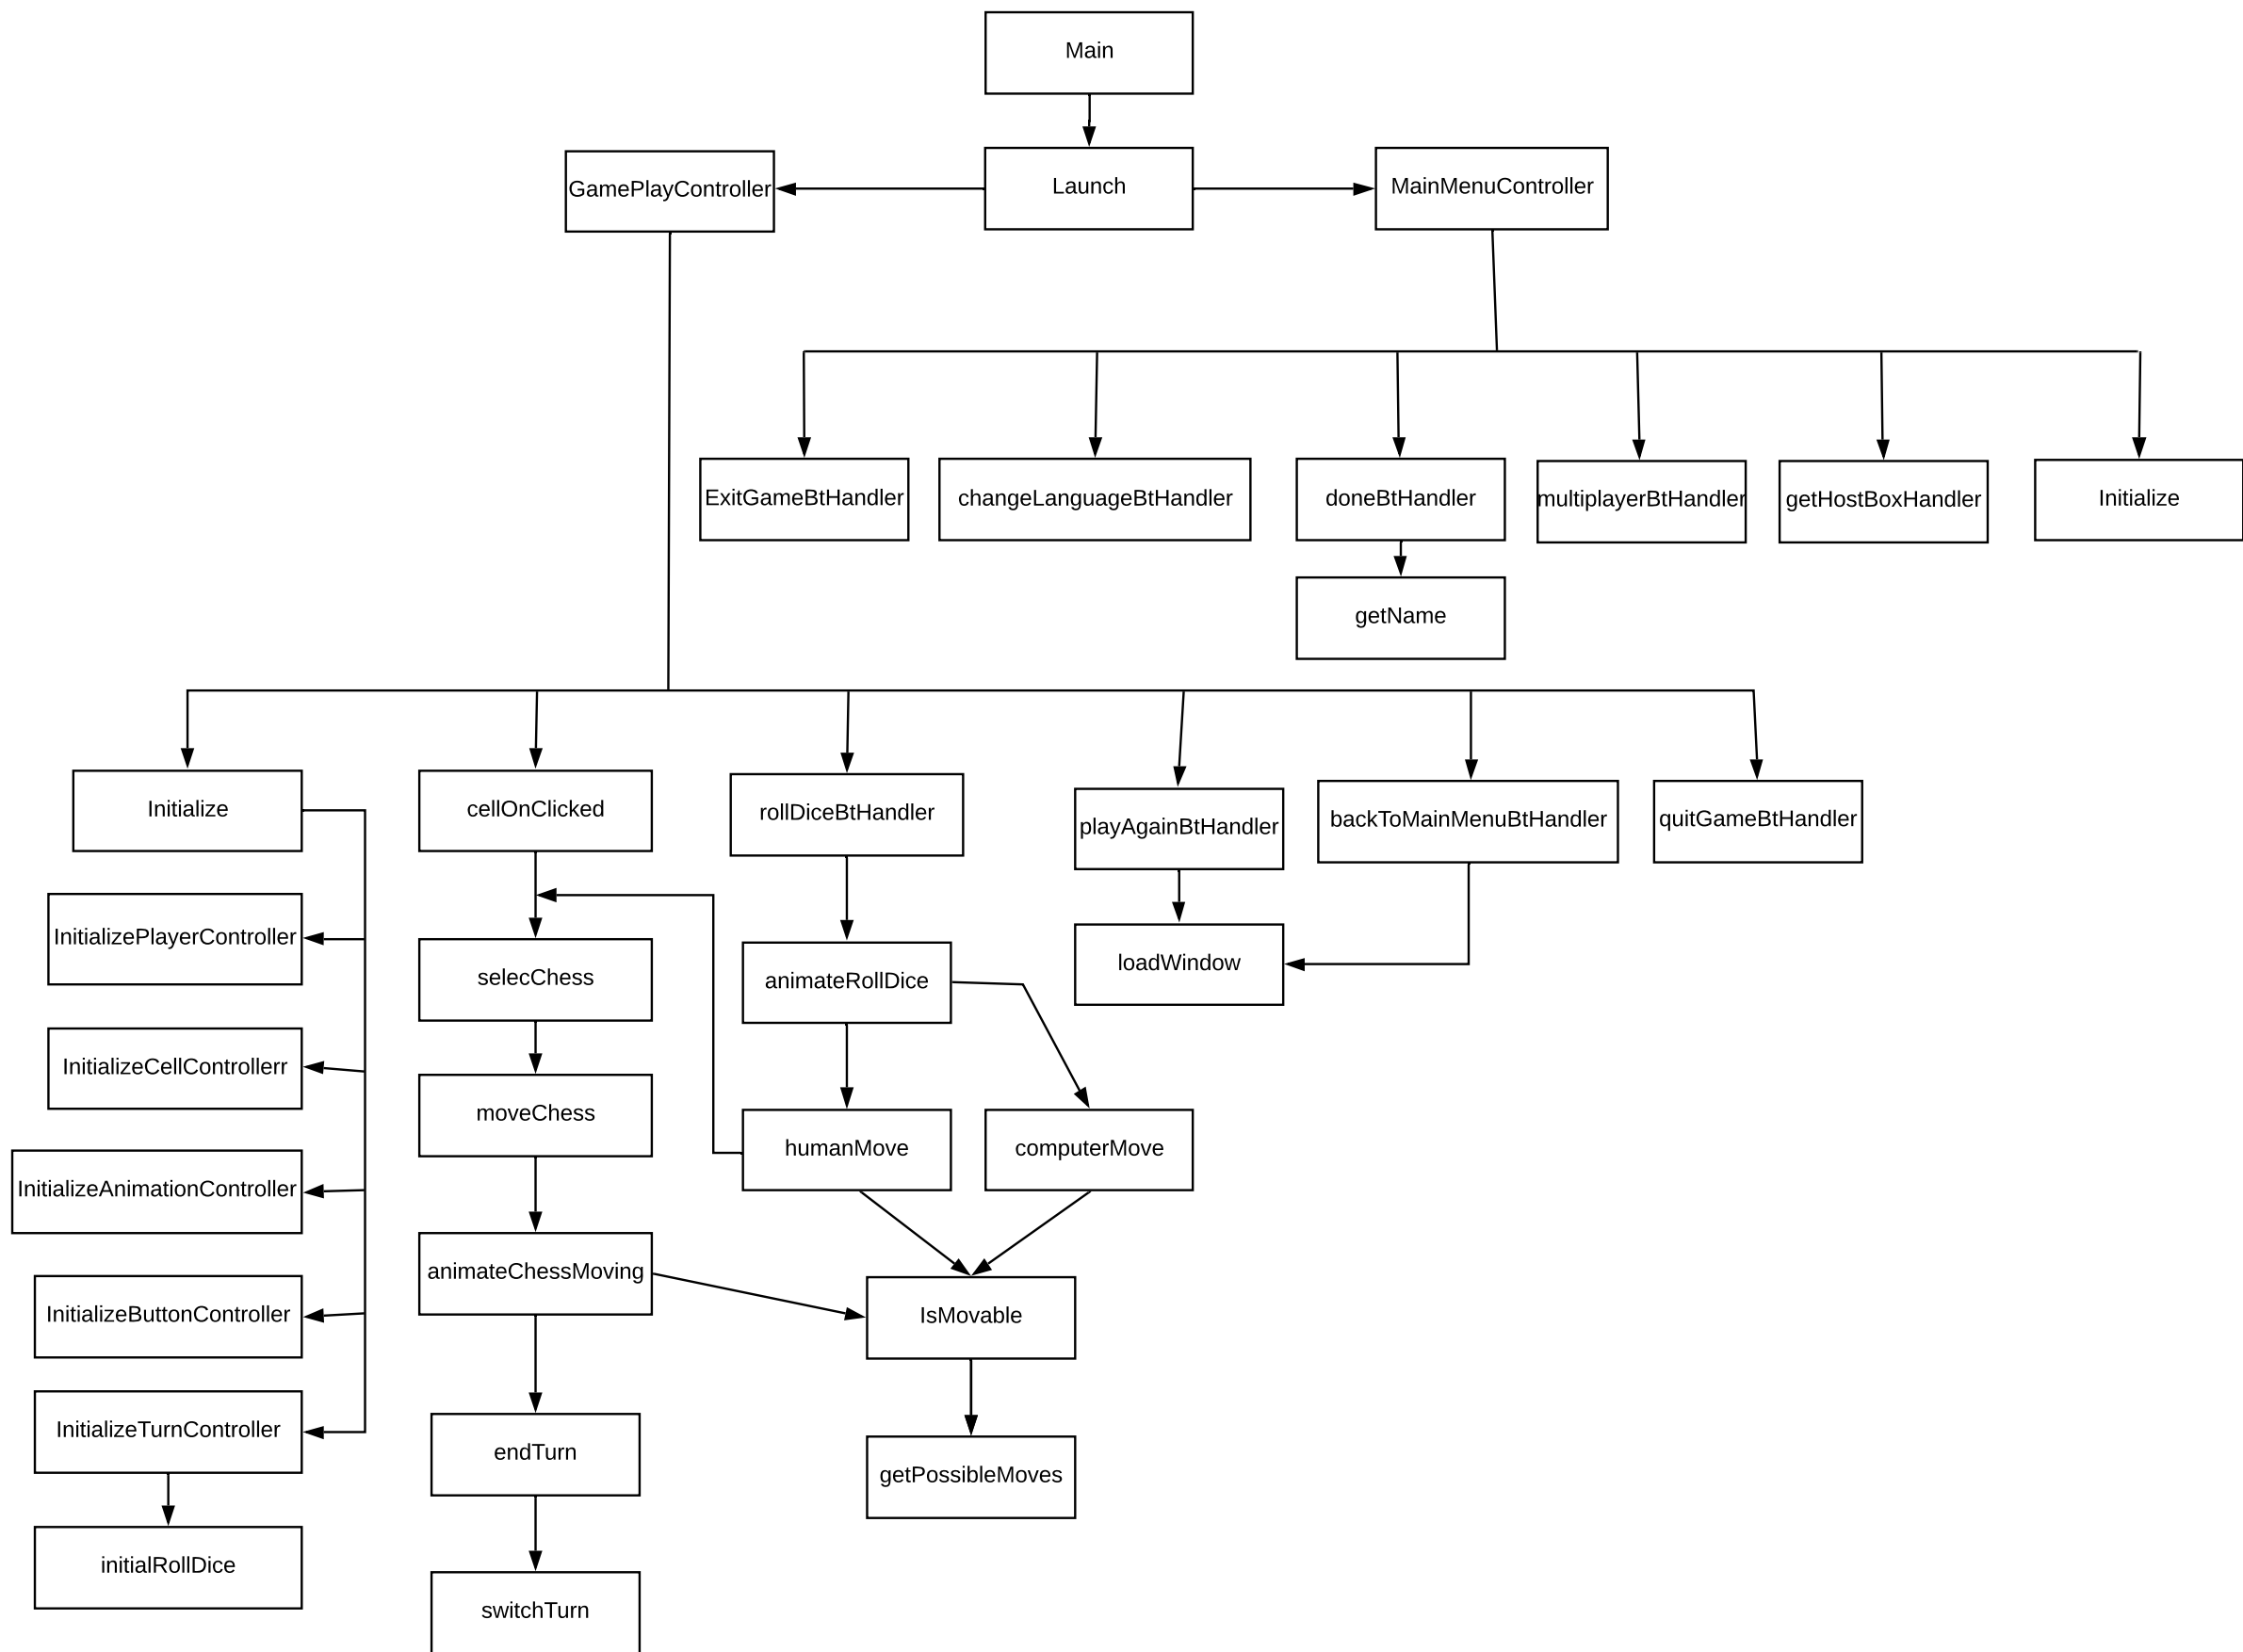 Main
GamePlayController
Launch
MainMenuController
ExitGameBtHandler
changeLanguageBtHandler
doneBtHandler
multiplayerBtHandler
getHostBoxHandler
Initialize
getName
Initialize
cellOnClicked
rollDiceBtHandler
playAgainBtHandler
backToMainMenuBtHandler
quitGameBtHandler
InitializePlayerController
selecChess
animateRollDice
loadWindow
InitializeCellControllerr
moveChess
humanMove
computerMove
InitializeAnimationController
animateChessMoving
InitializeButtonController
IsMovable
InitializeTurnController
endTurn
getPossibleMoves
initialRollDice
switchTurn